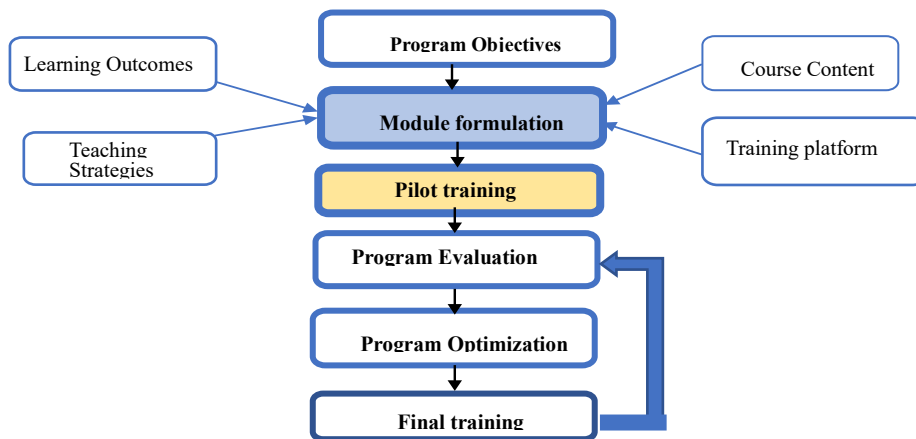 Program Objectives
Learning Outcomes
Course Content
Module formulation
Teaching
Strategies
Training platform
Pilot training
Program Evaluation
Program Optimization
Final training